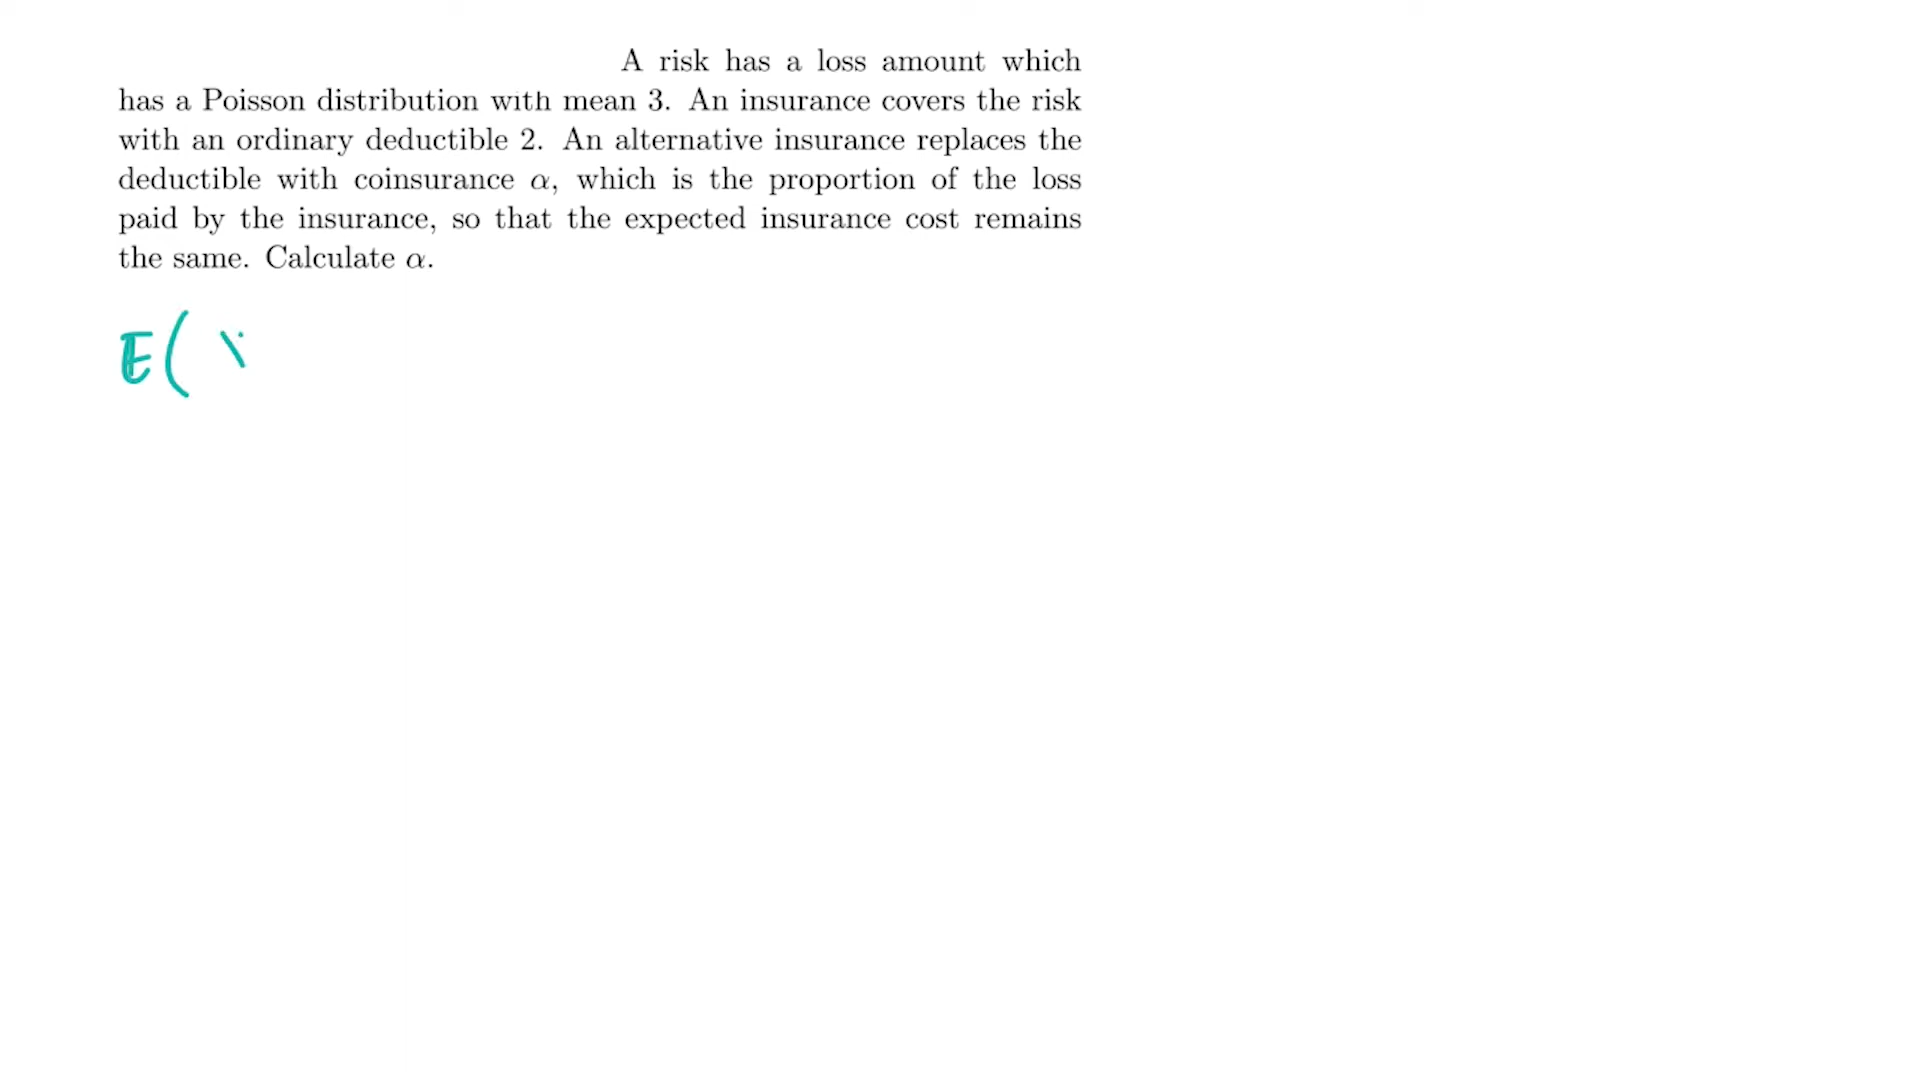 A risk has a loss amount which
has a Poisson distribution with mean 3. An insurance covers the risk
with an ordinary deductible 2. An alternative insurance replaces the
deductible with coinsurance α, which is the proportion of the loss
paid by the insurance, so that the expected insurance cost remains
the same. Calculate α.
E(